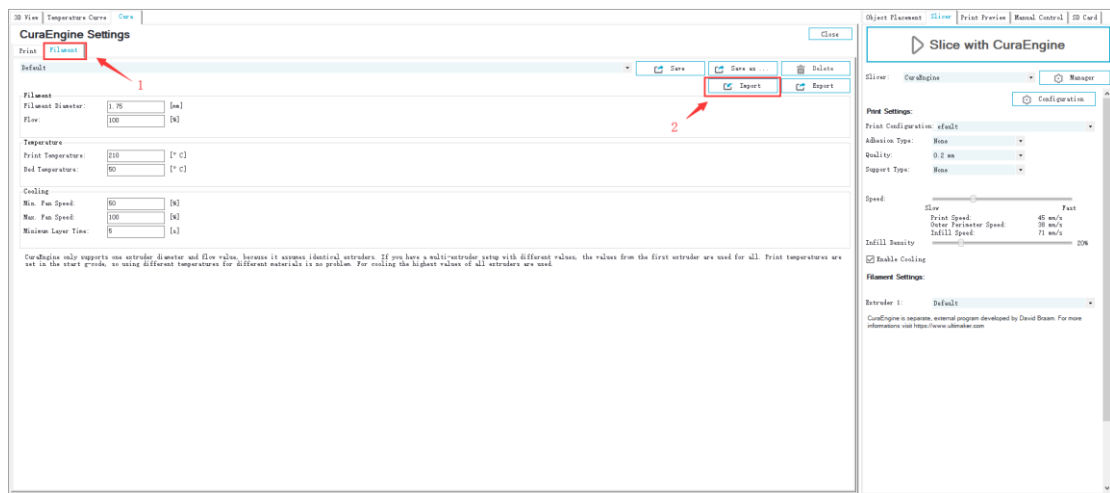 3D View Temperature Curve Cura
CuraEngine Settings
Close
Print Filament
1
Default
Save Save as ... Delete
Import Export
2
Filament
Filament Diameter: 1.75 [mm]
Flow: 100 [%]
Temperature
Print Temperature: 210 [° C]
Bed Temperature: 50 [° C]
Cooling
Min. Fan Speed: 50 [%]
Max. Fan Speed: 100 [%]
Minimum Layer Time: 5 [s]
CuraEngine only supports one extruder diameter and flow value, because it assumes identical extruders. If you have a multi-extruder setup with different values, the values from the first extruder are used for all. Print temperatures are
set in the start g-code, so using different temperatures for different materials is no problem. For cooling the highest values of all extruders are used.
Object Placement Slicer Print Preview Manual Control SD Card
Slice with CuraEngine
Slicer: CuraEngine Manager
Configuration
Print Settings:
Print Configuration: efault
Adhesion Type: None
Quality: 0.2 mm
Support Type: None
Speed:
Slow Fast
Print Speed: 45 mm/s
Outer Perimeter Speed: 38 mm/s
Infill Speed: 71 mm/s
Infill Density 20%
Enable Cooling
Filament Settings:
Extruder 1: Default
CuraEngine is separate, external program developed by David Braam. For more
informations visit https://www.ultimaker.com